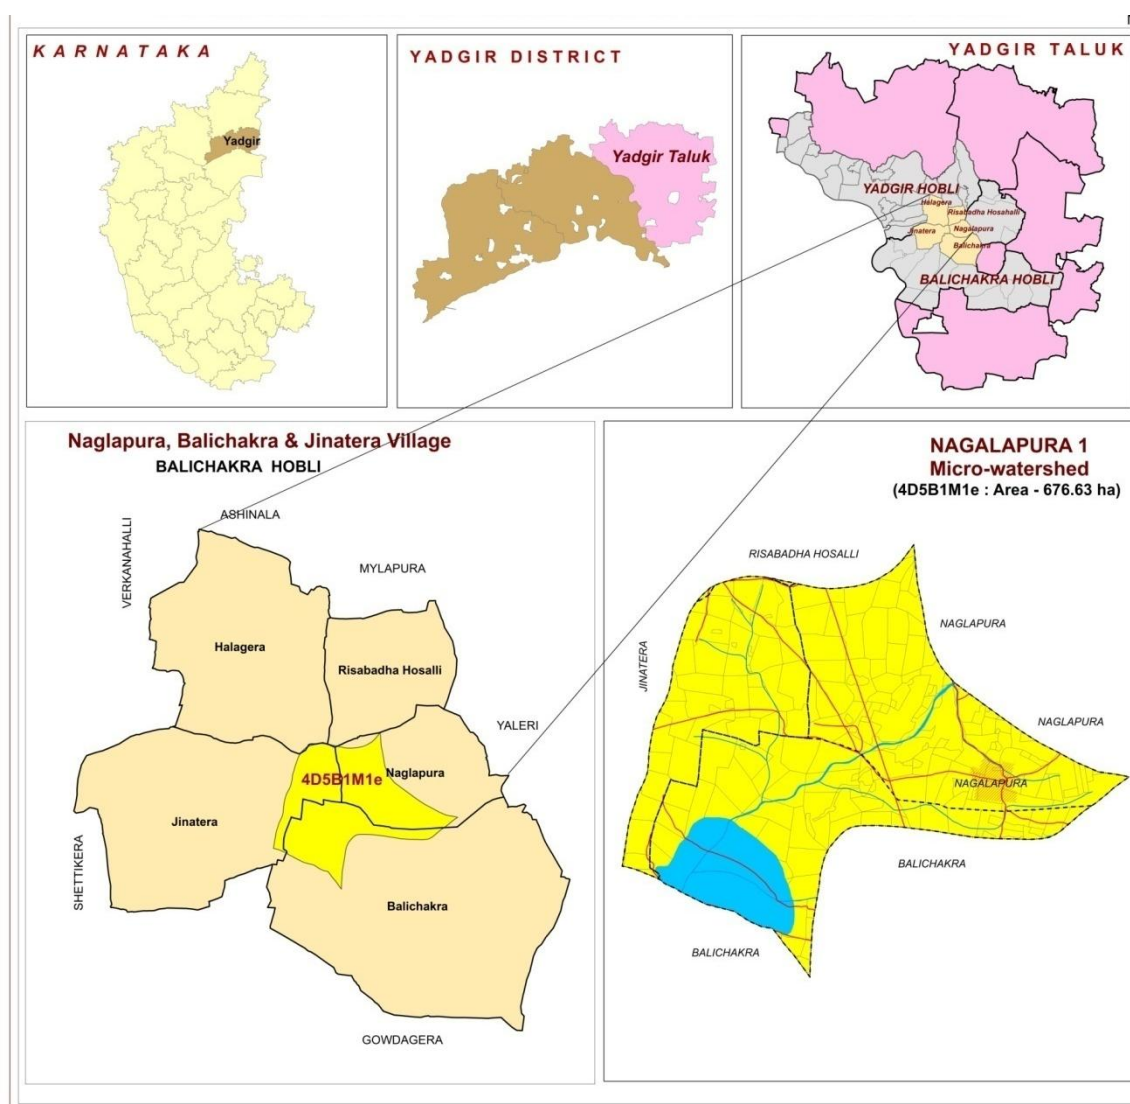 KARNATAKA
Yadgir
YADGIR DISTRICT
Yadgir Taluk
YADGIR TALUK
YADGIR HOBLI
Halagera
Risabadha Hosahalli
Jinatera
Nagalapura
Balichakra
BALICHAKRA HOBLI
Naglapura, Balichakra & Jinatera Village
BALICHAKRA HOBLI
ASHINALA
VERKANAHALLI
MYLAPURA
Halagera
Risabadha Hosalli
YALERI
Naglapura
4D5B1M1e
Jinatera
SHETTIKERA
Balichakra
GOWDAGERA
NAGALAPURA 1
Micro-watershed
(4D5B1M1e : Area - 676.63 ha)
RISABADHA HOSALLI
NAGLAPURA
JINATERA
NAGLAPURA
NAGALAPURA
BALICHAKRA
BALICHAKRA